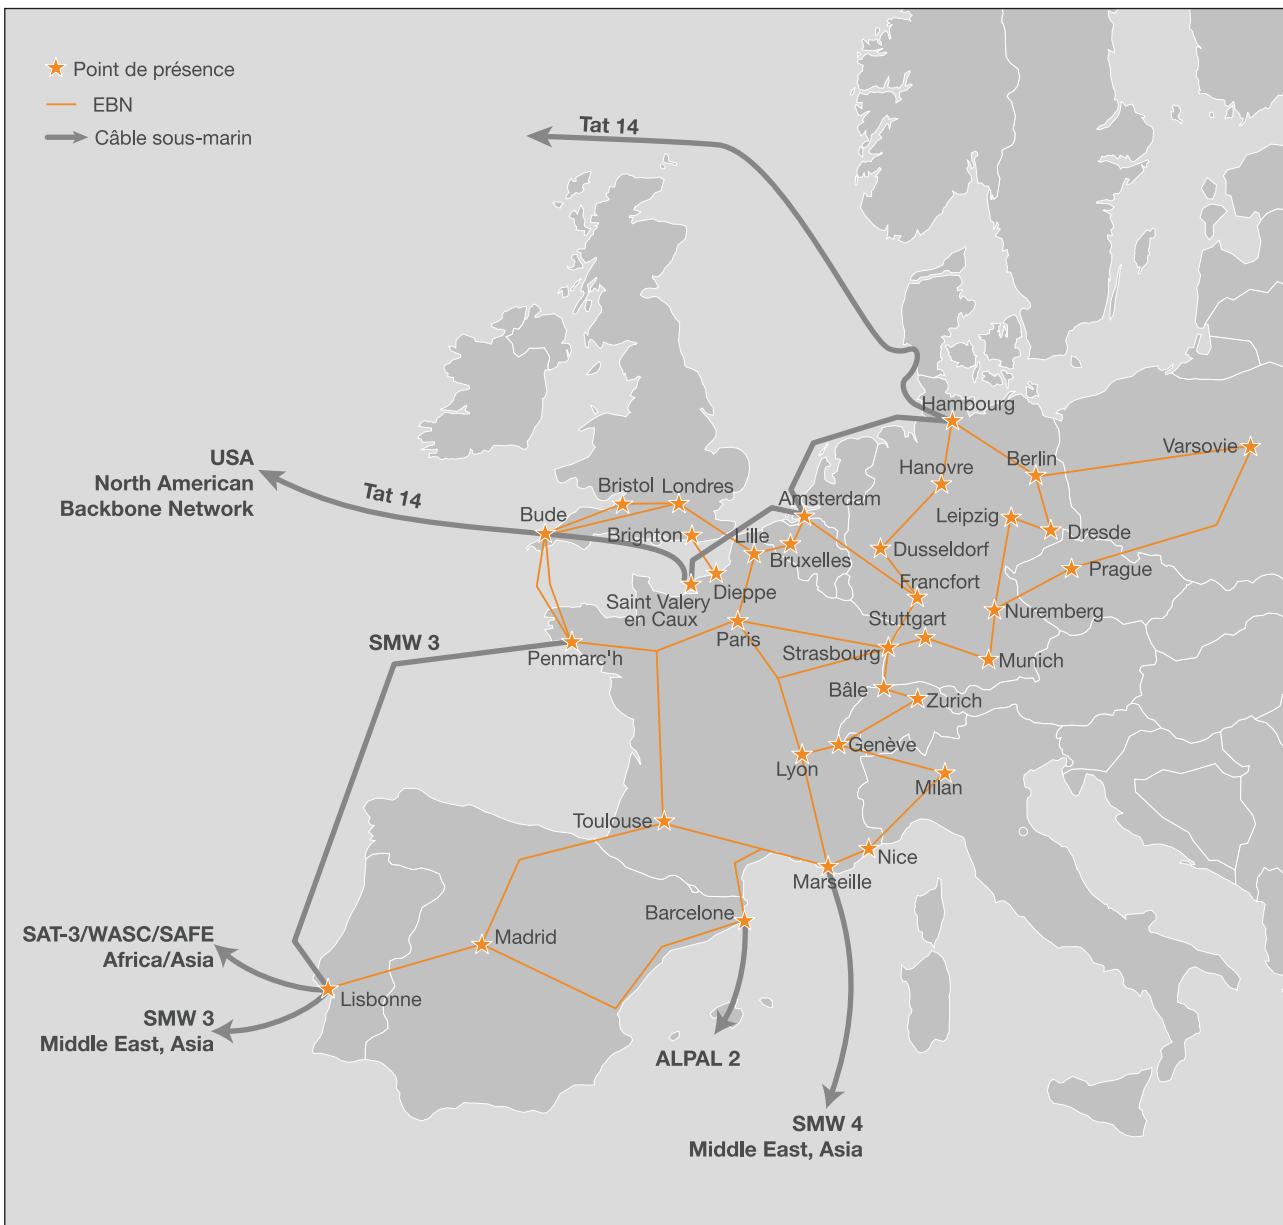 Point de présence
EBN
Câble sous-marin
Tat 14
Hambourg
Varsovie
USA
North American
Backbone Network
Tat 14
Hanovre
Berlin
Bristol
Londres
Amsterdam
Leipzig
Bude
Brighton
Lille
Bruxelles
Dusseldorf
Dresde
Prague
Dieppe
Francfort
Saint Valery
en Caux
Nuremberg
Stuttgart
SMW 3
Penmarc'h
Paris
Strasbourg
Munich
Bâle
Zurich
Genève
Lyon
Milan
Toulouse
Nice
Marseille
Barcelone
SAT-3/WASC/SAFE
Africa/Asia
Madrid
Lisbonne
SMW 3
Middle East, Asia
ALPAL 2
SMW 4
Middle East, Asia